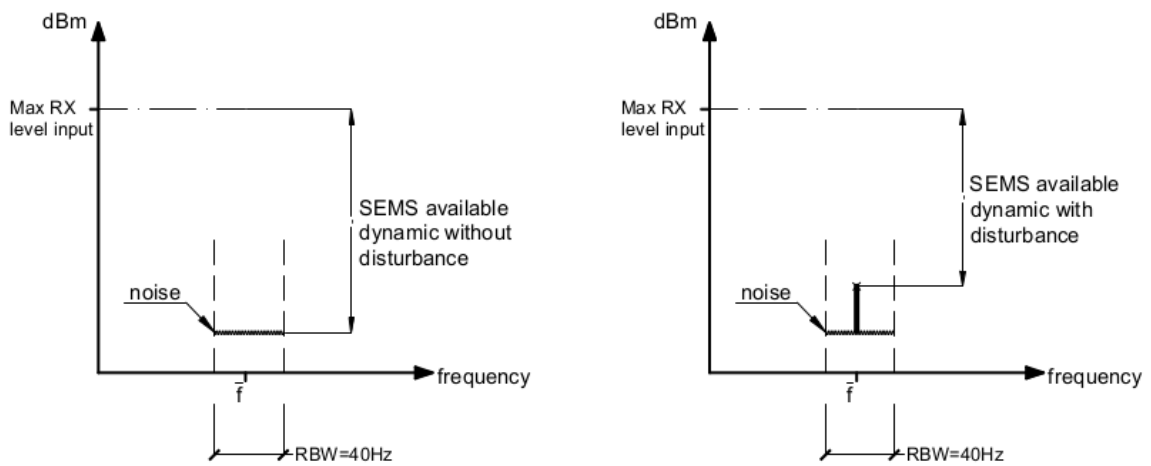 dBm
Max RX
level input
SEMS available
dynamic without
disturbance
noise
frequency
f̄
RBW=40Hz
dBm
Max RX
level input
SEMS available
dynamic with
disturbance
noise
frequency
f̄
RBW=40Hz